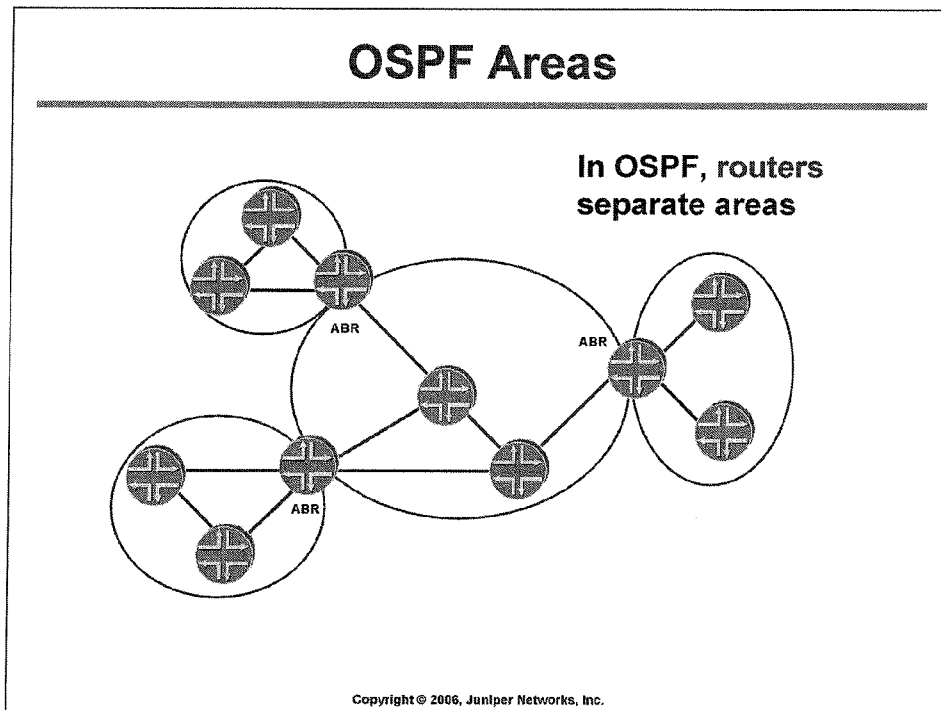 OSPF Areas
In OSPF, routers
separate areas
ABR
ABR
ABR
Copyright © 2006, Juniper Networks, Inc.